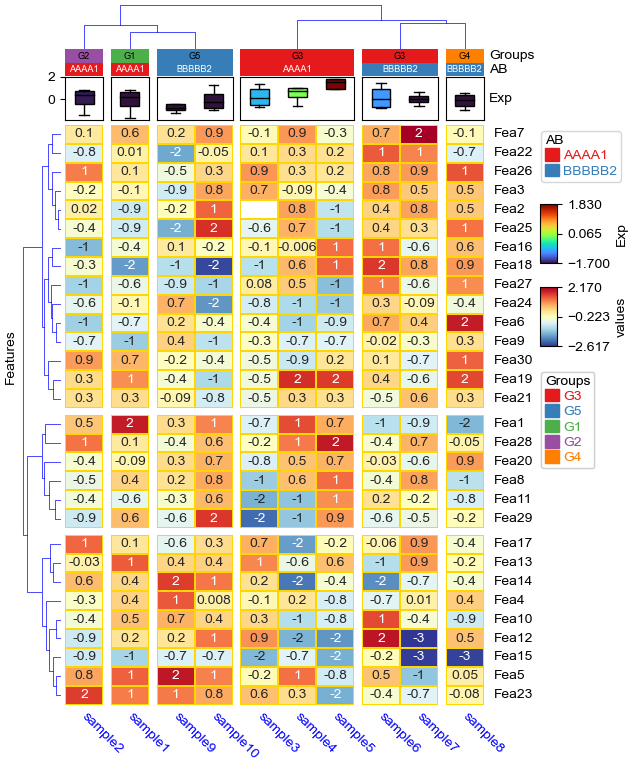 G2 G1 G5 G3 G3 G4 Groups
AAAA1 AAAA1 BBBBB2 AAAA1 BBBBB2 BBBBB2 AB
2
0
Exp
0.1 0.6 0.2 0.9 -0.1 0.9 -0.3 0.7 2 -0.1 Fea7
-0.8 0.01 -2 -0.05 0.1 0.3 0.2 1 1 -0.7 Fea22
1 0.1 -0.5 0.3 0.9 0.3 0.2 0.8 0.9 1 Fea26
-0.2 -0.1 -0.9 0.8 0.7 -0.09 -0.4 0.8 0.5 0.5 Fea3
0.02 -0.9 -0.2 1 0.8 -1 0.4 0.8 0.5 Fea2
-0.4 -0.9 -2 2 -0.6 0.7 -1 0.4 0.3 1 Fea25
-1 -0.4 0.1 -0.2 -0.1 -0.006 1 1 -0.6 0.6 Fea16
-0.3 -2 -1 -2 -1 0.6 1 2 0.8 0.9 Fea18
-1 -0.6 -0.9 -1 0.08 0.5 -1 1 -0.6 1 Fea27
-0.6 -0.1 0.7 -2 -0.8 -1 -1 0.3 -0.09 -0.4 Fea24
-1 -0.7 0.2 -0.4 -0.4 -1 -0.9 0.7 0.4 2 Fea6
-0.7 -1 0.4 -1 -0.3 -0.7 -0.7 -0.02 -0.3 0.3 Fea9
0.9 0.7 -0.2 -0.4 -0.5 -0.9 0.2 0.1 -0.7 1 Fea30
0.3 1 -0.4 -1 -0.5 2 2 0.4 -0.6 2 Fea19
0.3 0.3 -0.09 -0.8 -0.5 0.3 0.3 -0.5 0.6 0.3 Fea21
0.5 2 0.3 1 -0.7 1 0.7 -1 -0.9 -2 Fea1
1 0.1 -0.4 0.6 -0.2 1 2 -0.4 0.7 -0.05 Fea28
-0.4 -0.09 0.3 0.7 -0.8 0.5 0.7 -0.03 -0.6 0.9 Fea20
-0.5 0.4 0.2 0.8 -1 0.6 1 -0.4 0.8 -1 Fea8
-0.4 -0.6 -0.3 0.6 -2 -1 1 0.2 -0.2 -0.8 Fea11
-0.9 0.6 -0.6 2 -2 -1 0.9 -0.6 -0.5 -0.2 Fea29
1 0.1 -0.6 0.3 0.7 -2 -0.2 -0.06 0.9 -0.4 Fea17
-0.03 1 0.4 0.4 1 -0.6 0.6 -1 0.9 -0.2 Fea13
0.6 0.4 2 1 0.2 -2 -0.4 -2 -0.7 -0.4 Fea14
-0.3 0.4 1 0.008 -0.1 0.2 -0.8 -0.7 0.01 0.4 Fea4
-0.4 0.5 0.7 0.4 0.3 -1 -0.8 1 -0.4 -0.9 Fea10
-0.9 0.2 0.2 1 0.9 -2 -2 2 -3 0.5 Fea12
-0.9 -1 -0.7 -0.7 -2 -0.7 -2 -0.2 -3 -3 Fea15
0.8 1 2 1 -0.2 1 -0.8 0.5 -1 0.05 Fea5
2 1 1 0.8 0.6 0.3 -2 -0.4 -0.7 -0.08 Fea23
sample2 sample1 sample9 sample10 sample3 sample4 sample5 sample6 sample7 sample8
Features
AB
AAAA1
BBBBB2
1.830
0.065
-1.700
Exp
2.170
-0.223
-2.617
values
Groups
G3
G5
G1
G2
G4